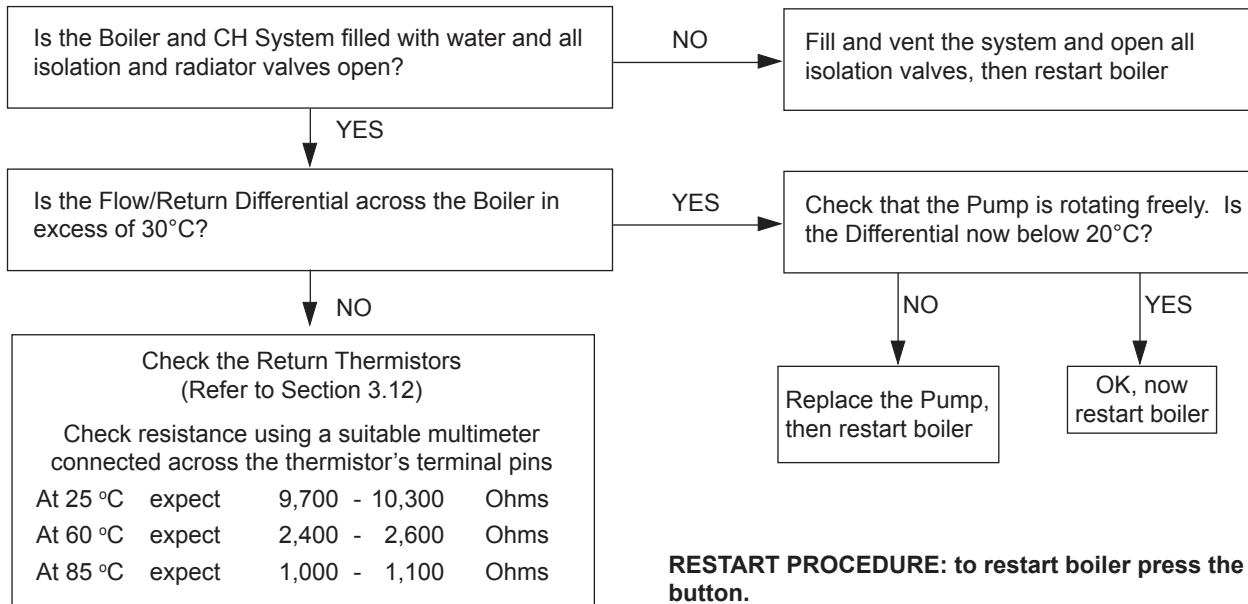 Is the Boiler and CH System filled with water and all
isolation and radiator valves open?
NO
Fill and vent the system and open all
isolation valves, then restart boiler
YES
Is the Flow/Return Differential across the Boiler in
excess of 30°C?
YES
Check that the Pump is rotating freely. Is
the Differential now below 20°C?
NO
NO
YES
Check the Return Thermistors
(Refer to Section 3.12)
Check resistance using a suitable multimeter
connected across the thermistor's terminal pins
At 25 °C expect 9,700 - 10,300 Ohms
At 60 °C expect 2,400 - 2,600 Ohms
At 85 °C expect 1,000 - 1,100 Ohms
Replace the Pump,
then restart boiler
OK, now
restart boiler
RESTART PROCEDURE: to restart boiler press the
button.